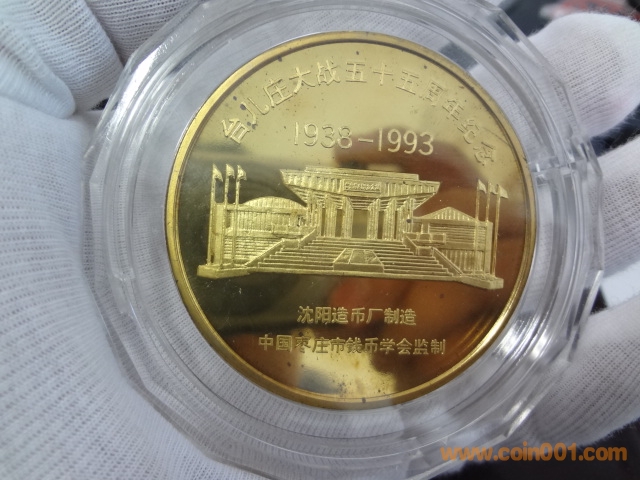 台儿庄大战五十五周年纪念
1938-1993
沈阳造币厂制造
中国枣庄市钱币学会监制
www.coin001.com